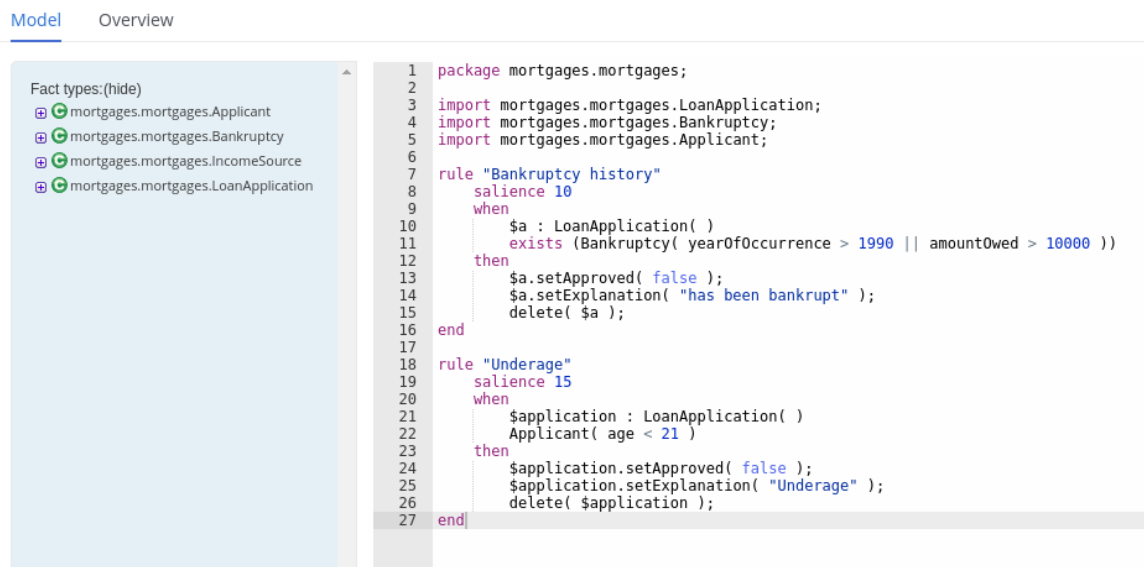 Model Overview
Fact types:(hide)
mortgages.mortgages.Applicant
mortgages.mortgages.Bankruptcy
mortgages.mortgages.IncomeSource
mortgages.mortgages.LoanApplication
1 package mortgages.mortgages;
2
3 import mortgages.mortgages.LoanApplication;
4 import mortgages.mortgages.Bankruptcy;
5 import mortgages.mortgages.Applicant;
6
7 rule "Bankruptcy history"
8     salience 10
9     when
10         $a : LoanApplication( )
11         exists (Bankruptcy( yearOfOccurrence > 1990 || amountOwed > 10000 ))
12     then
13         $a.setApproved( false );
14         $a.setExplanation( "has been bankrupt" );
15         delete( $a );
16 end
17
18 rule "Underage"
19     salience 15
20     when
21         $application : LoanApplication( )
22         Applicant( age < 21 )
23     then
24         $application.setApproved( false );
25         $application.setExplanation( "Underage" );
26         delete( $application );
27 end